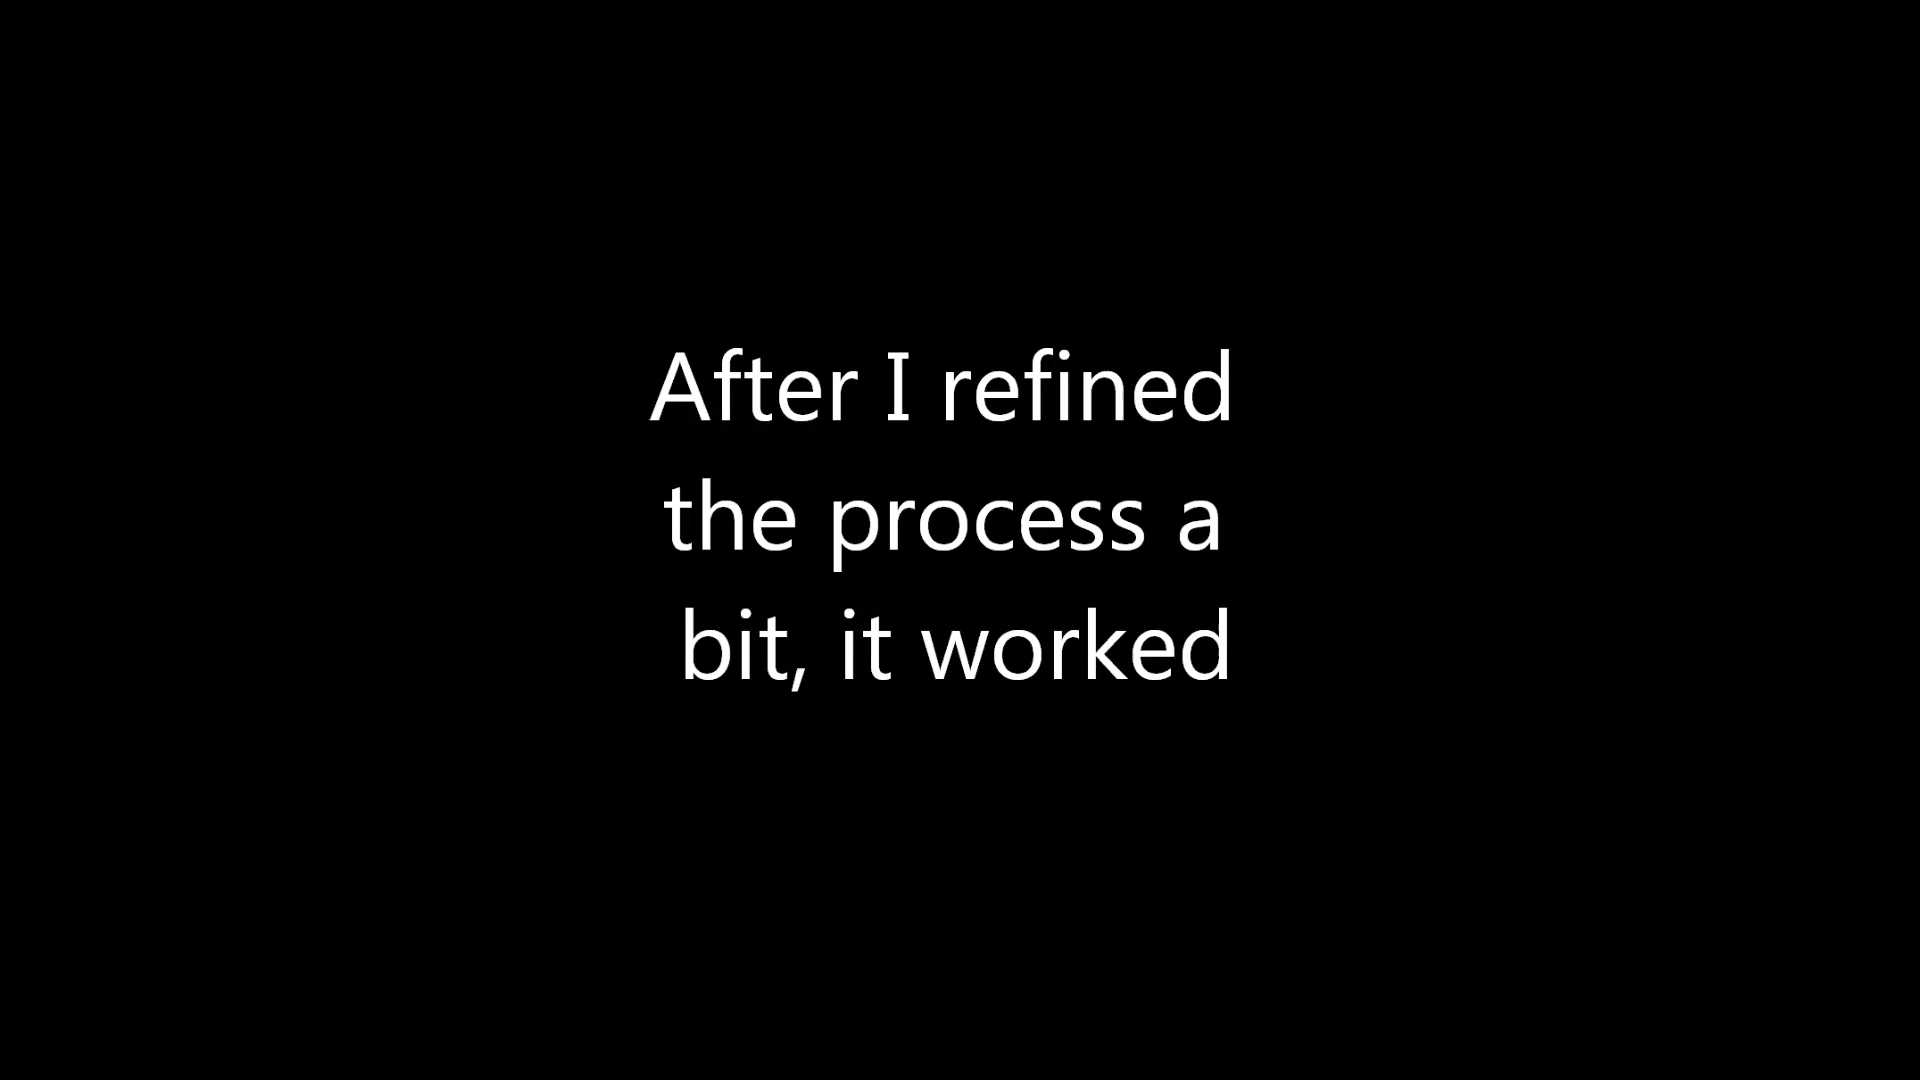 After I refined
the process a
bit, it worked